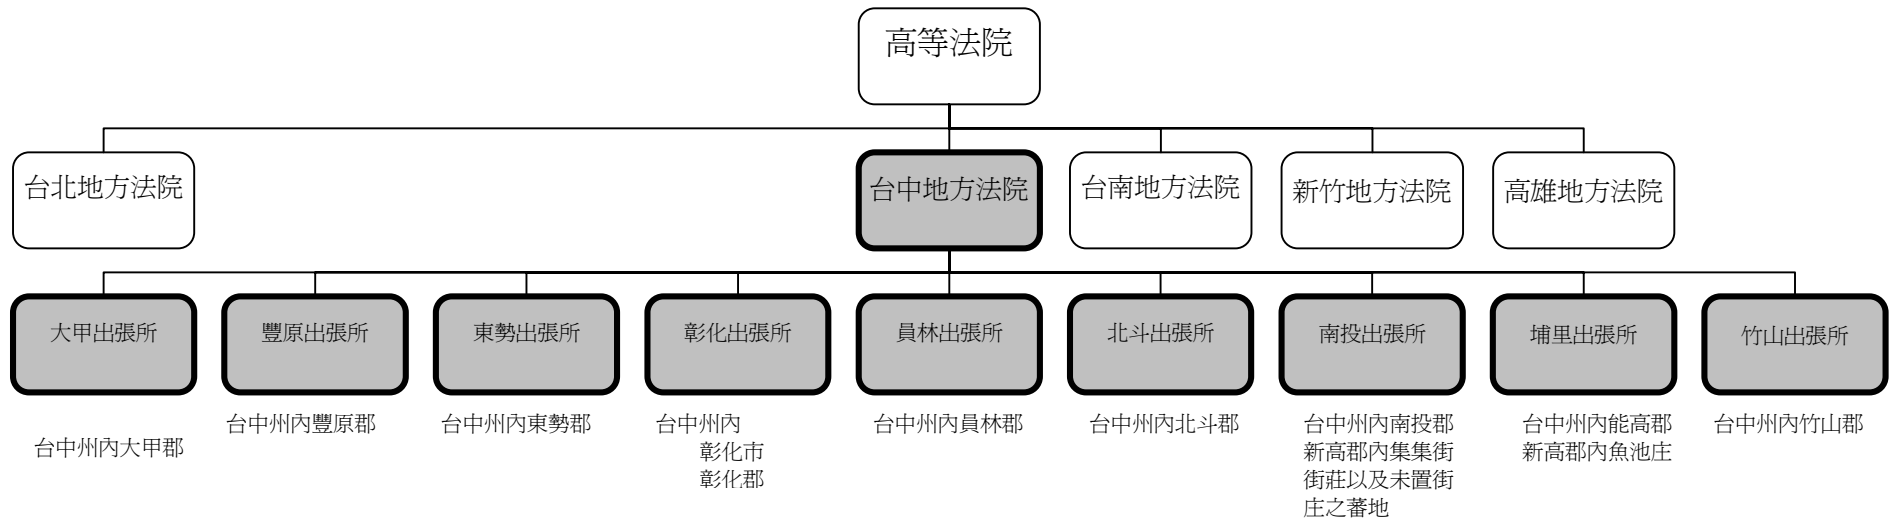 高等法院
台北地方法院
台中地方法院
台南地方法院
新竹地方法院
高雄地方法院
大甲出張所
豐原出張所
東勢出張所
彰化出張所
員林出張所
北斗出張所
南投出張所
埔里出張所
竹山出張所
台中州內大甲郡
台中州內豐原郡
台中州內東勢郡
台中州內
彰化市
彰化郡
台中州內員林郡
台中州內北斗郡
台中州內南投郡
新高郡內集集街
街莊以及未置街
庄之蕃地
台中州內能高郡
新高郡內魚池庄
台中州內竹山郡